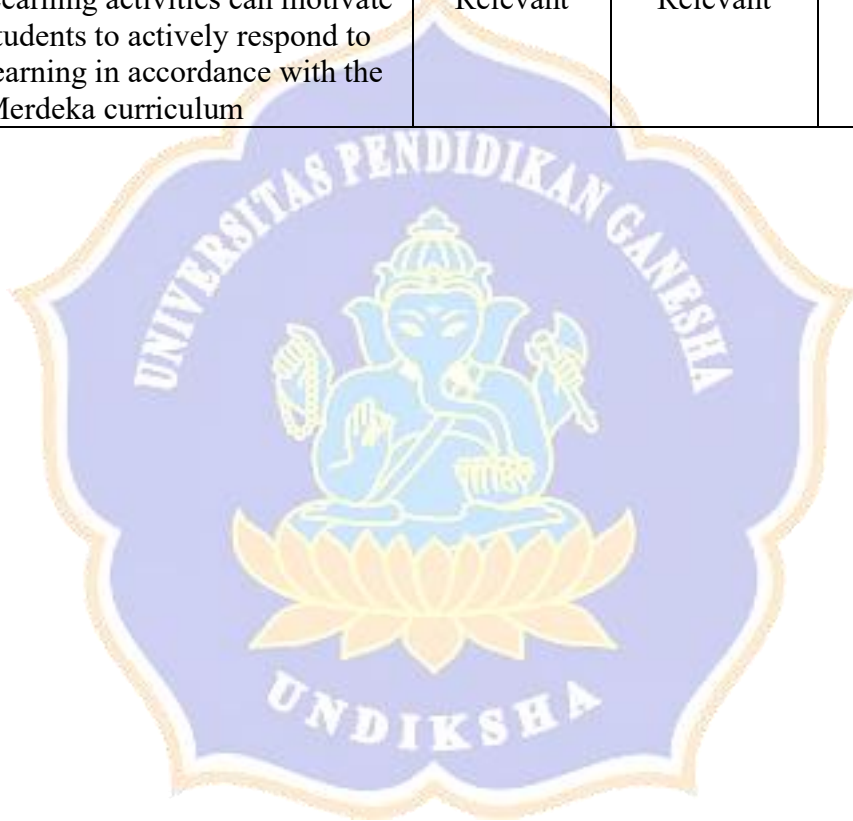 Learning activities can motivate Relevant Relevant
students to actively respond to
learning in accordance with the
Merdeka curriculum
UNIVERSITAS PENDIDIKAN GANESHA
UNDIKSHA